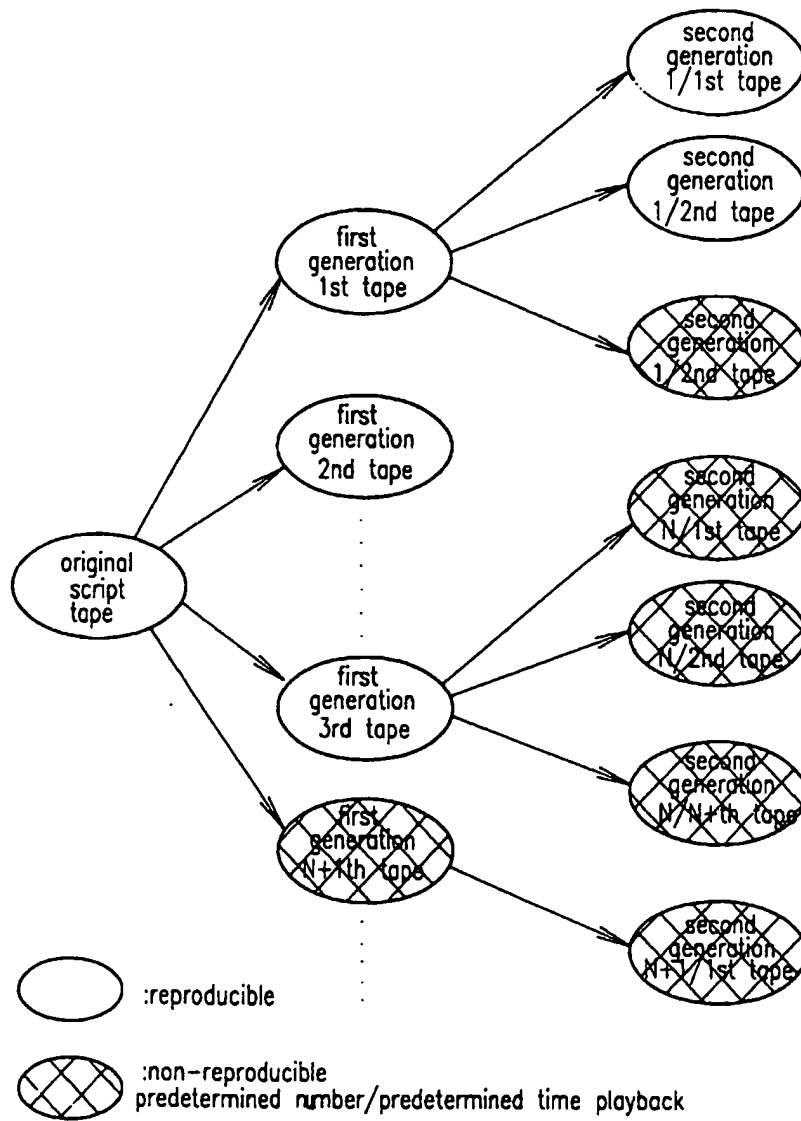 second
generation
1/1st tape
second
generation
1/2nd tape
first
generation
1st tape
second
generation
1/2nd tape
first
generation
2nd tape
second
generation
N/1st tape
original
script
tape
second
generation
N/2nd tape
first
generation
3rd tape
second
generation
N/N+th tape
first
generation
N+1th tape
second
generation
N+1/1st tape
:reproducible
:non-reproducible
predetermined number/predetermined time playback